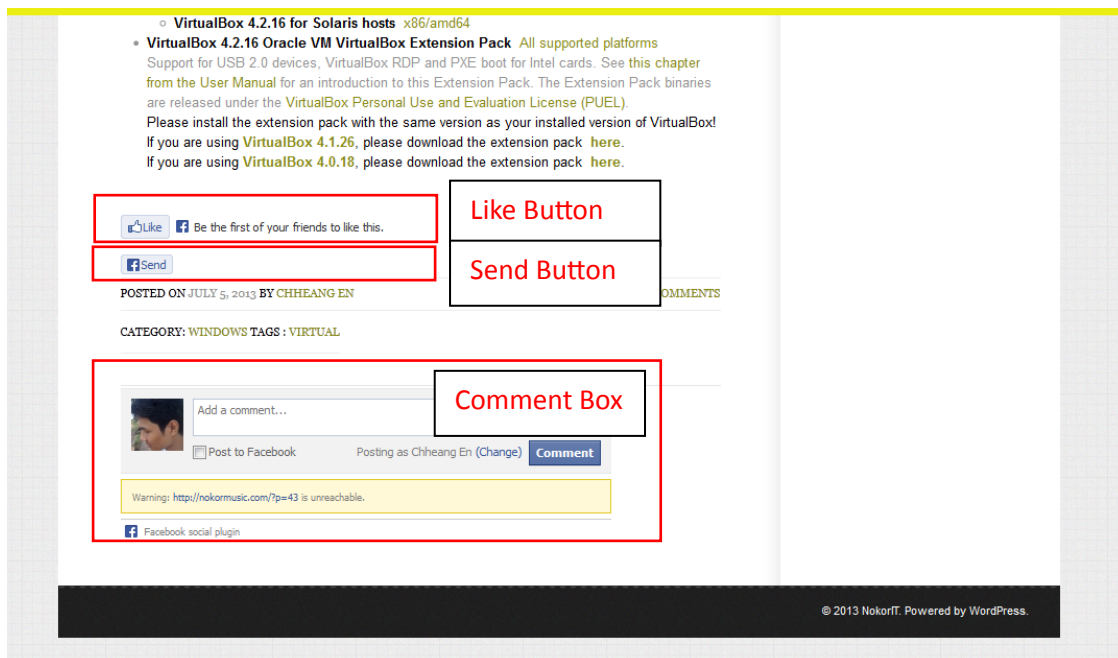 VirtualBox 4.2.16 for Solaris hosts x86/amd64
VirtualBox 4.2.16 Oracle VM VirtualBox Extension Pack All supported platforms
Support for USB 2.0 devices, VirtualBox RDP and PXE boot for Intel cards. See this chapter
from the User Manual for an introduction to this Extension Pack. The Extension Pack binaries
are released under the VirtualBox Personal Use and Evaluation License (PUEL).
Please install the extension pack with the same version as your installed version of VirtualBox!
If you are using VirtualBox 4.1.26, please download the extension pack here.
If you are using VirtualBox 4.0.18, please download the extension pack here.
Like Button
Like Be the first of your friends to like this.
Send Button
Send
POSTED ON JULY 5, 2013 BY CHHEANG EN OMMENTS
CATEGORY: WINDOWS TAGS : VIRTUAL
Comment Box
Add a comment...
Post to Facebook Posting as Chheang En (Change) Comment
Warning: http://nokormusic.com/?p=43 is unreachable.
Facebook social plugin
© 2013 NokorIT. Powered by WordPress.